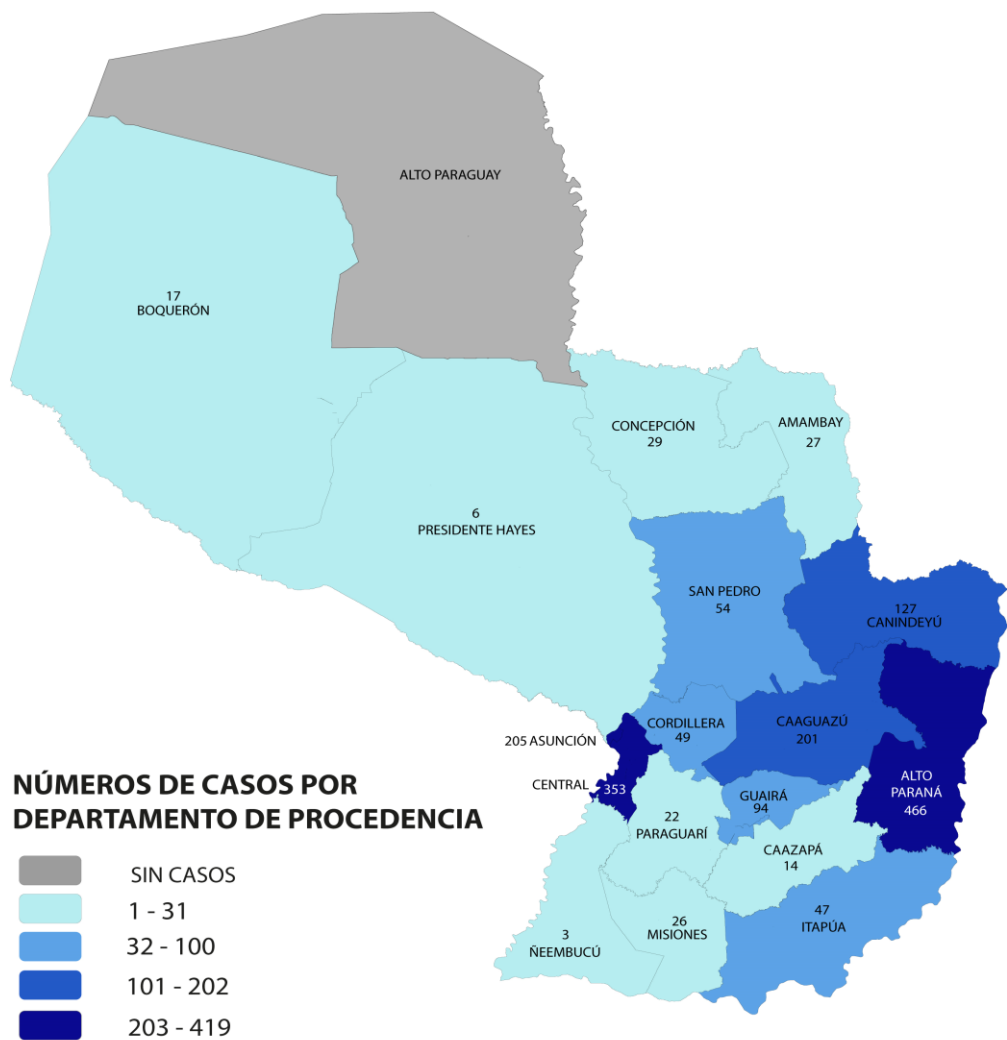 ALTO PARAGUAY
17
BOQUERÓN
CONCEPCIÓN
29
AMAMBAY
27
6
PRESIDENTE HAYES
SAN PEDRO
54
127
CANINDEYÚ
CORDILLERA
49
CAAGUAZÚ
201
205 ASUNCIÓN
CENTRAL
353
ALTO
PARANÁ
466
GUAIRÁ
94
22
PARAGUARÍ
CAAZAPÁ
14
47
ITAPÚA
26
MISIONES
3
ÑEEMBUCÚ
NÚMEROS DE CASOS POR
DEPARTAMENTO DE PROCEDENCIA
SIN CASOS
1 - 31
32 - 100
101 - 202
203 - 419